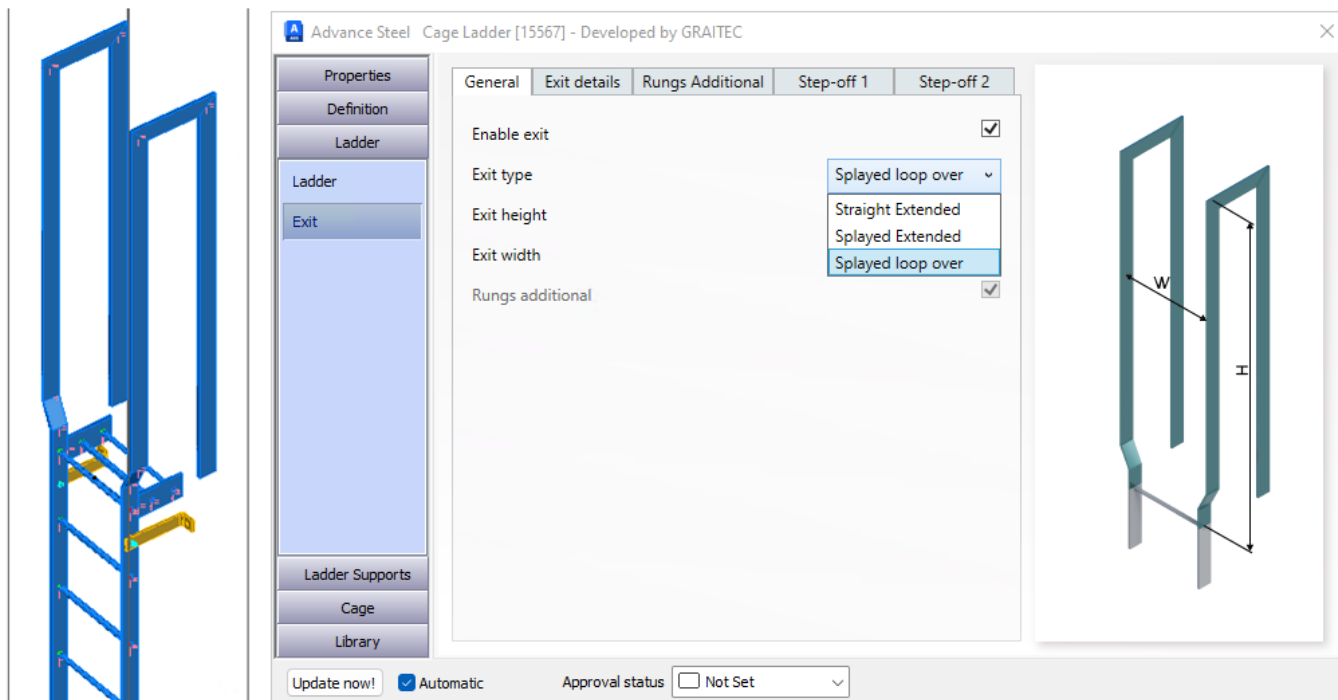 Advance Steel Cage Ladder [15567] - Developed by GRAITEC
Properties
Definition
Ladder
Ladder
Exit
Ladder Supports
Cage
Library
General Exit details Rungs Additional Step-off 1 Step-off 2
Enable exit
Exit type Splayed loop over
Straight Extended
Splayed Extended
Splayed loop over
Exit height
Exit width
Rungs additional
W
H
Update now! Automatic Approval status Not Set